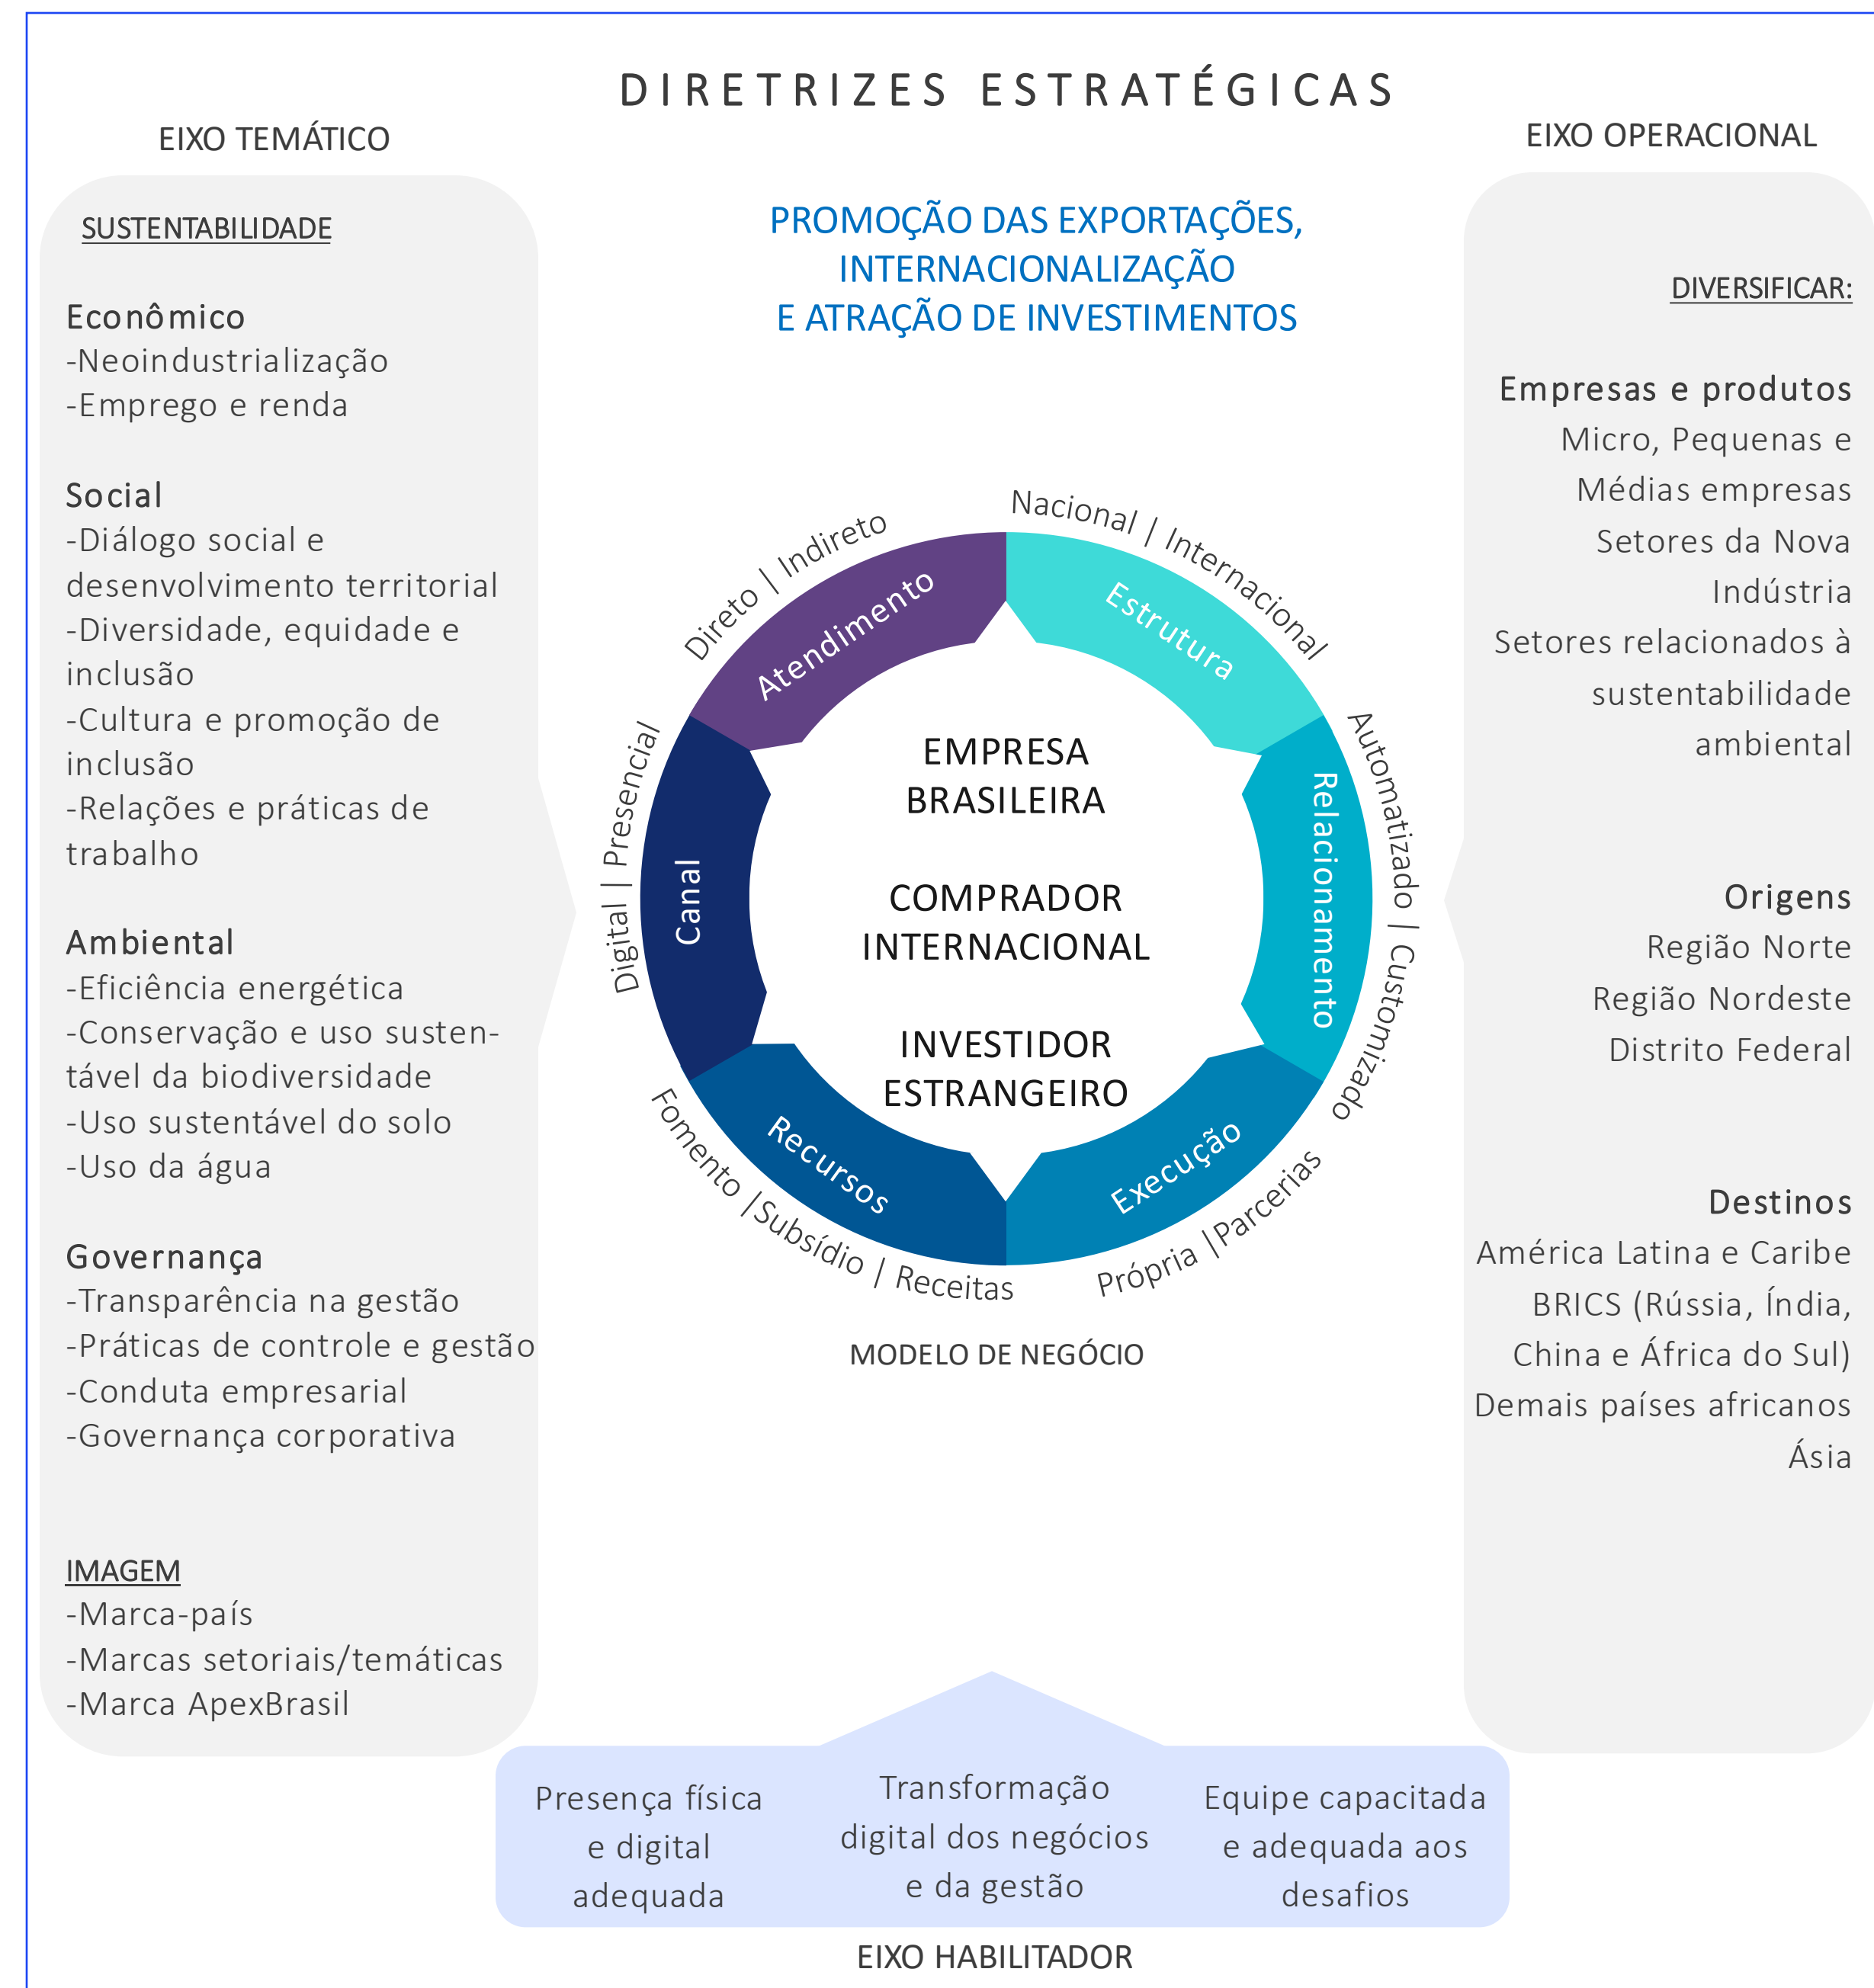 DIRETRIZES ESTRATÉGICAS
EIXO TEMÁTICO
SUSTENTABILIDADE
Econômico
-Neoindustrialização
-Emprego e renda
Social
-Diálogo social e
desenvolvimento territorial
-Diversidade, equidade e
inclusão
-Cultura e promoção de
inclusão
-Relações e práticas de
trabalho
Ambiental
-Eficiência energética
-Conservação e uso susten-
tável da biodiversidade
-Uso sustentável do solo
-Uso da água
Governança
-Transparência na gestão
-Práticas de controle e gestão
-Conduta empresarial
-Governança corporativa
IMAGEM
-Marca-país
-Marcas setoriais/temáticas
-Marca ApexBrasil
PROMOÇÃO DAS EXPORTAÇÕES,
INTERNACIONALIZAÇÃO
E ATRAÇÃO DE INVESTIMENTOS
Direto | Indireto
Atendimento
Nacional | Internacional
Estrutura
Automatizado | Customizado
Relacionamento
Própria |Parcerias
Execução
Fomento |Subsídio | Receitas
Recursos
Digital | Presencial
Canal
EMPRESA
BRASILEIRA
COMPRADOR
INTERNACIONAL
INVESTIDOR
ESTRANGEIRO
MODELO DE NEGÓCIO
EIXO OPERACIONAL
DIVERSIFICAR:
Empresas e produtos
Micro, Pequenas e
Médias empresas
Setores da Nova
Indústria
Setores relacionados à
sustentabilidade
ambiental
Origens
Região Norte
Região Nordeste
Distrito Federal
Destinos
América Latina e Caribe
BRICS (Rússia, Índia,
China e África do Sul)
Demais países africanos
Ásia
Presença física
e digital
adequada
Transformação
digital dos negócios
e da gestão
Equipe capacitada
e adequada aos
desafios
EIXO HABILITADOR